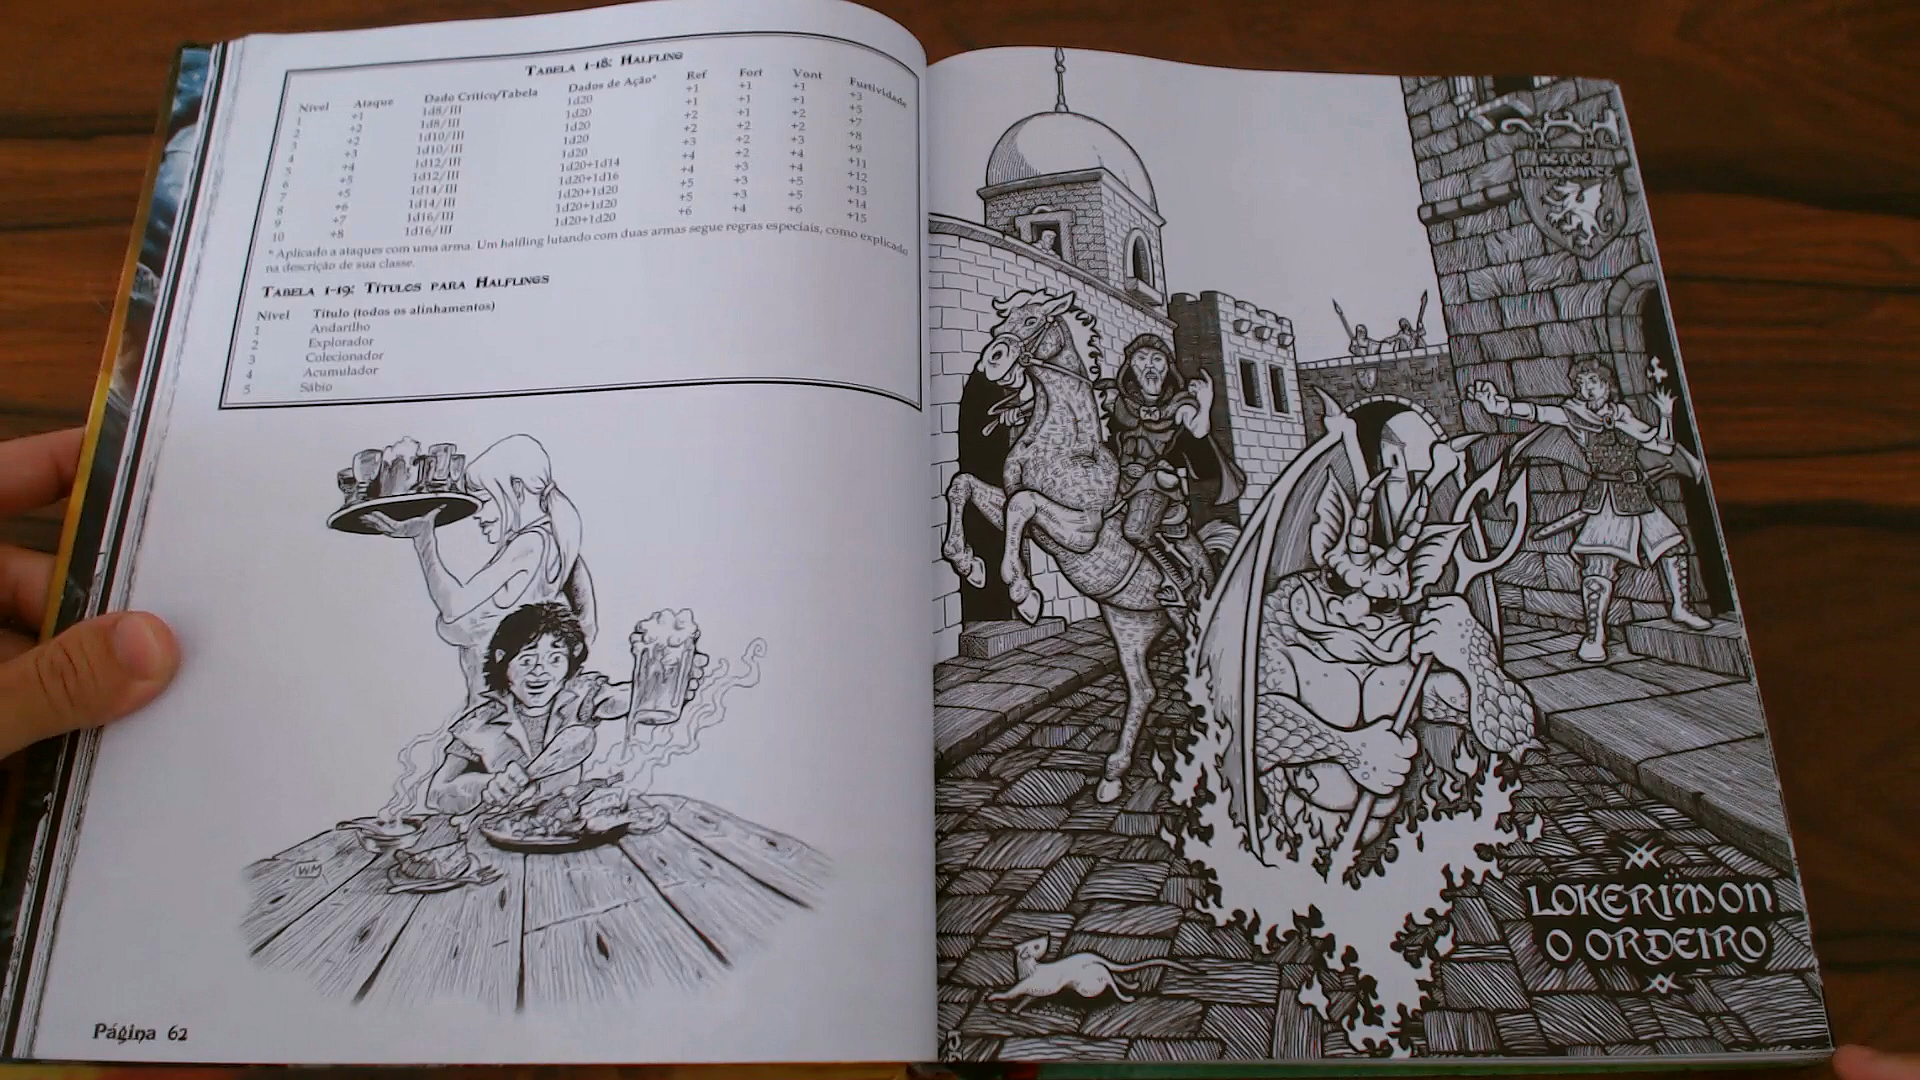 Tabela 1-18: Halfling
Nível Ataque Dado Crítico/Tabela Dados de Ação* Ref Fort Vont Furtividade
1 +1 1d8/III 1d20 +1 +1 +1 +3
2 +2 1d8/III 1d20 +1 +1 +1 +5
3 +2 1d10/III 1d20 +2 +1 +2 +7
4 +3 1d10/III 1d20 +2 +2 +2 +8
5 +4 1d12/III 1d20 +3 +2 +3 +9
6 +5 1d12/III 1d20+1d14 +4 +2 +4 +11
7 +5 1d14/III 1d20+1d16 +4 +3 +4 +12
8 +6 1d14/III 1d20+1d20 +5 +3 +5 +13
9 +7 1d16/III 1d20+1d20 +5 +3 +5 +14
10 +8 1d16/III 1d20+1d20 +6 +4 +6 +15
* Aplicado a ataques com uma arma. Um halfling lutando com duas armas segue regras especiais, como explicado
na descrição de sua classe.
Tabela 1-19: Títulos para Halflings
Nível Título (todos os alinhamentos)
1 Andarilho
2 Explorador
3 Colecionador
4 Acumulador
5 Sábio
WM
Página 62
LOKERIMON
O ORDEIRO